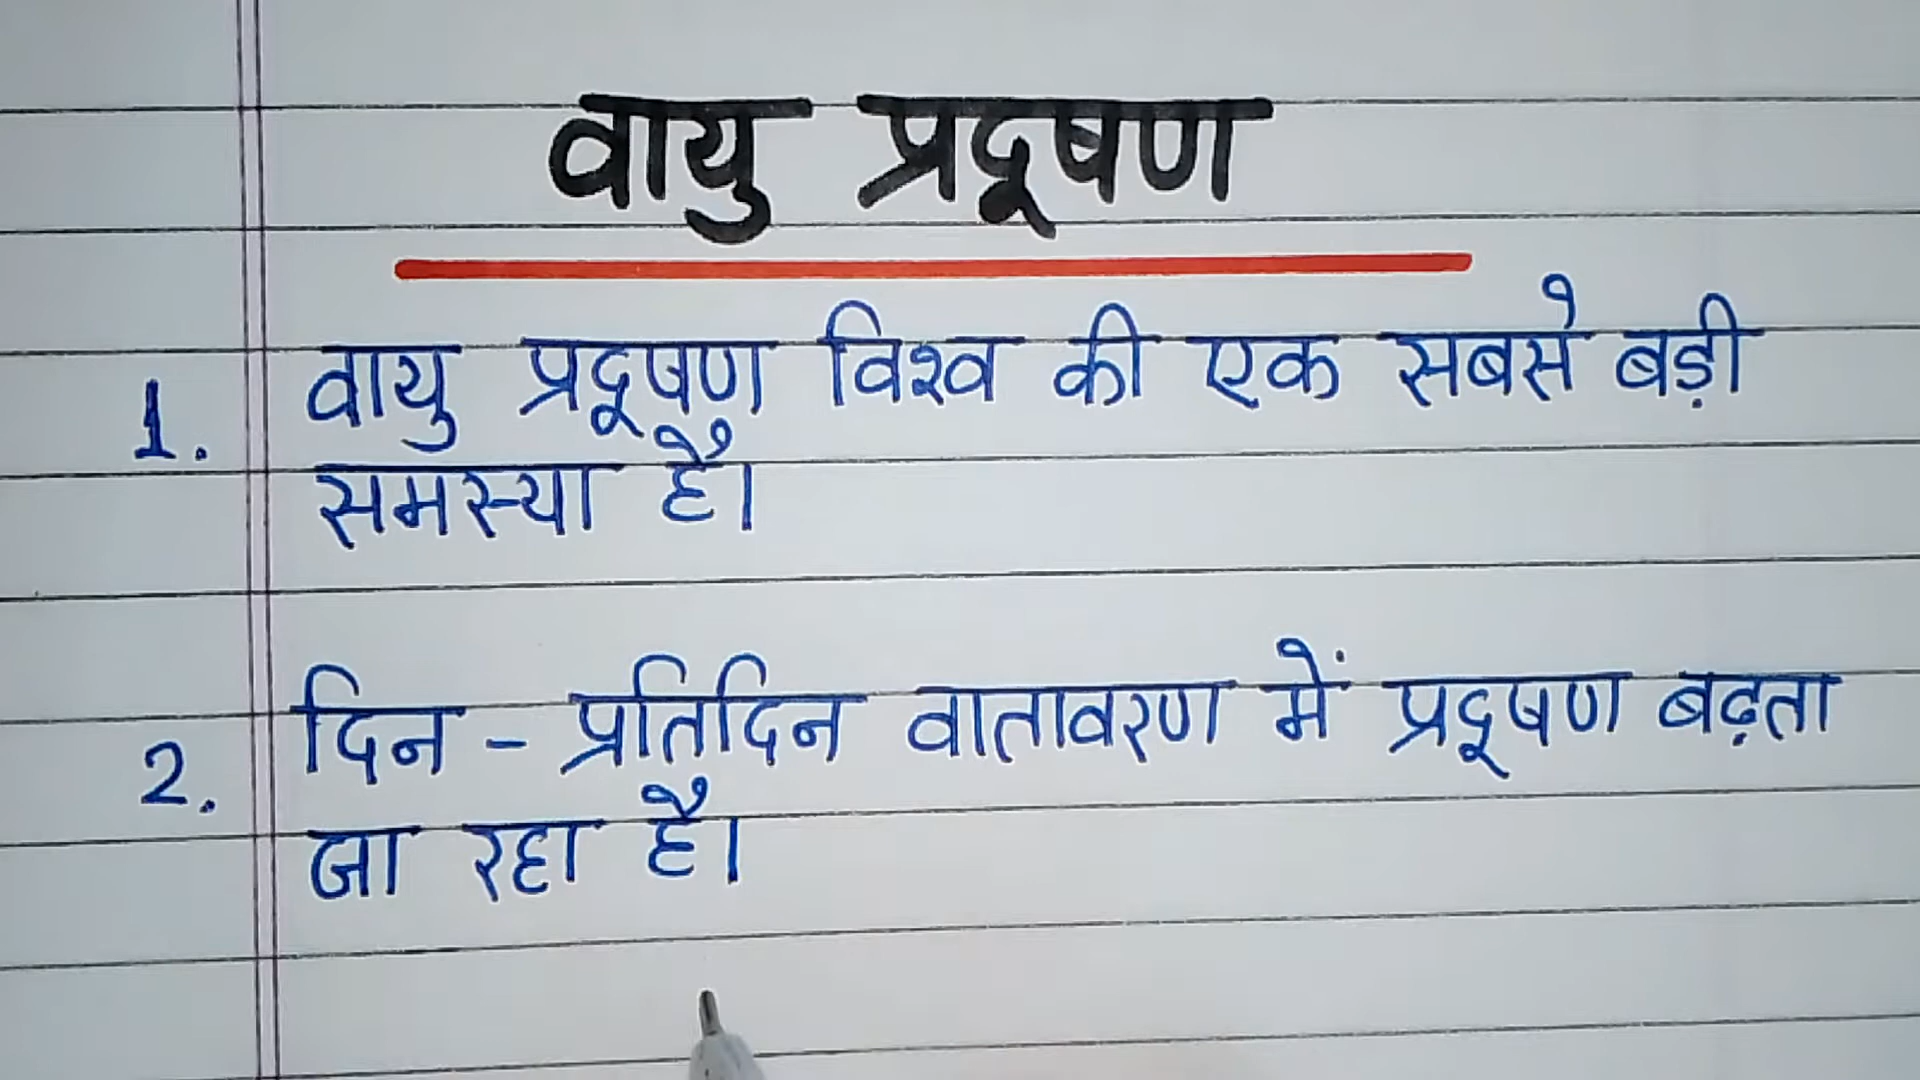 वायु प्रदूषण
1. वायु प्रदूषण विश्व की एक सबसे बड़ी
समस्या है।
2. दिन - प्रतिदिन वातावरण में प्रदूषण बढ़ता
जा रहा है।